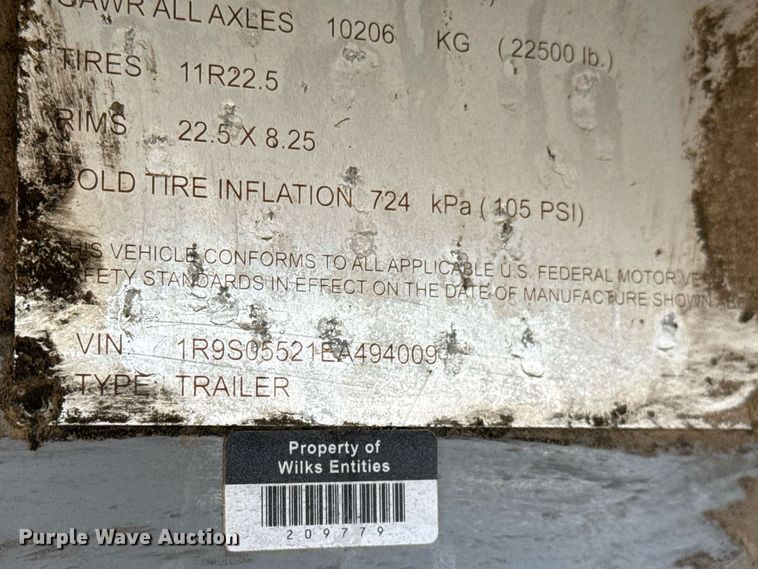 GAWR ALL AXLES 10206 KG (22500 lb.)
TIRES 11R22.5
RIMS 22.5 X 8.25
COLD TIRE INFLATION 724 kPa (105 PSI)
THIS VEHICLE CONFORMS TO ALL APPLICABLE U.S. FEDERAL MOTOR
SAFETY STANDARDS IN EFFECT ON THE DATE OF MANUFACTURE SHOWN
VIN: 1R9S05521EA494009
TYPE: TRAILER
Property of
Wilks Entities
209779
Purple Wave Auction